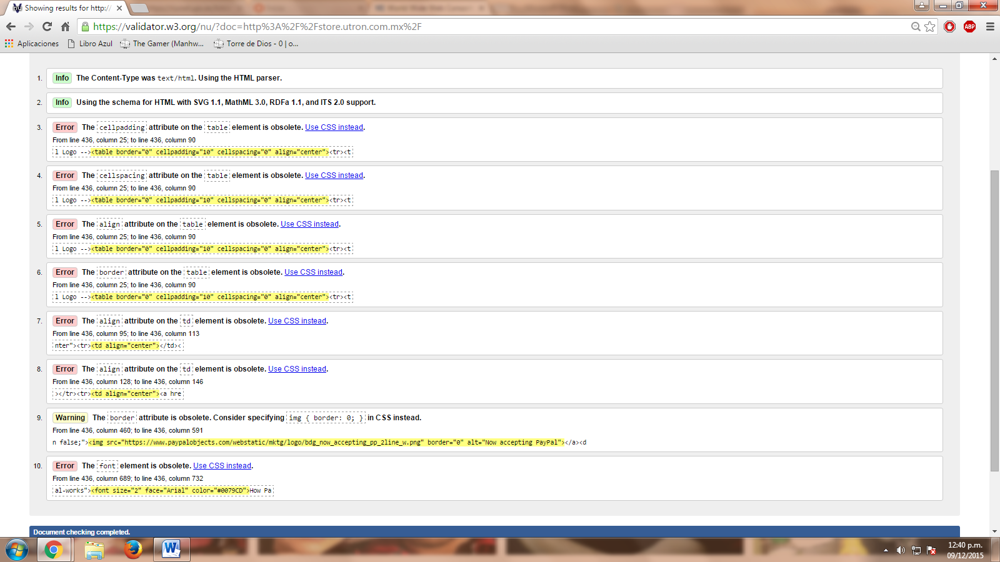 Showing results for http:/
https://validator.w3.org/nu/?doc=http%3A%2F%2Fstore.utron.com.mx%2F
ABP
Aplicaciones
Libro Azul
The Gamer (Manhw...
Torre de Dios - 0 | o...
1. Info The Content-Type was text/html. Using the HTML parser.
2. Info Using the schema for HTML with SVG 1.1, MathML 3.0, RDFa 1.1, and ITS 2.0 support.
3. Error The cellpadding attribute on the table element is obsolete. Use CSS instead.
From line 436, column 25; to line 436, column 90
l Logo --><table border="0" cellpadding="10" cellspacing="0" align="center"><tr><t
4. Error The cellspacing attribute on the table element is obsolete. Use CSS instead.
From line 436, column 25; to line 436, column 90
l Logo --><table border="0" cellpadding="10" cellspacing="0" align="center"><tr><t
5. Error The align attribute on the table element is obsolete. Use CSS instead.
From line 436, column 25; to line 436, column 90
l Logo --><table border="0" cellpadding="10" cellspacing="0" align="center"><tr><t
6. Error The border attribute on the table element is obsolete. Use CSS instead.
From line 436, column 25; to line 436, column 90
l Logo --><table border="0" cellpadding="10" cellspacing="0" align="center"><tr><t
7. Error The align attribute on the td element is obsolete. Use CSS instead.
From line 436, column 95; to line 436, column 113
nter"><tr><td align="center"></td><
8. Error The align attribute on the td element is obsolete. Use CSS instead.
From line 436, column 128; to line 436, column 146
></tr><tr><td align="center"><a hre
9. Warning The border attribute is obsolete. Consider specifying img { border: 0; } in CSS instead.
From line 436, column 460; to line 436, column 591
n false;"><img src="https://www.paypalobjects.com/webstatic/mktg/logo/bdg_now_accepting_pp_2line_w.png" border="0" alt="Now accepting PayPal"></a><d
10. Error The font element is obsolete. Use CSS instead.
From line 436, column 689; to line 436, column 732
al-works"><font size="2" face="Arial" color="#0079CD">How Pa
Document checking completed.
12:40 p.m.
09/12/2015